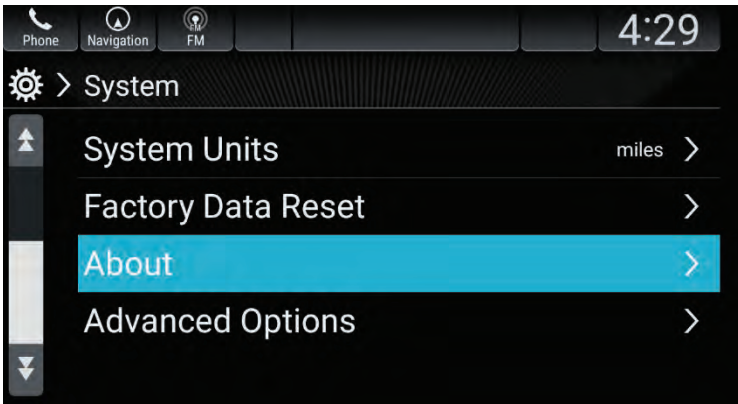 Phone
Navigation
FM
4:29
System
System Units miles
Factory Data Reset
About
Advanced Options